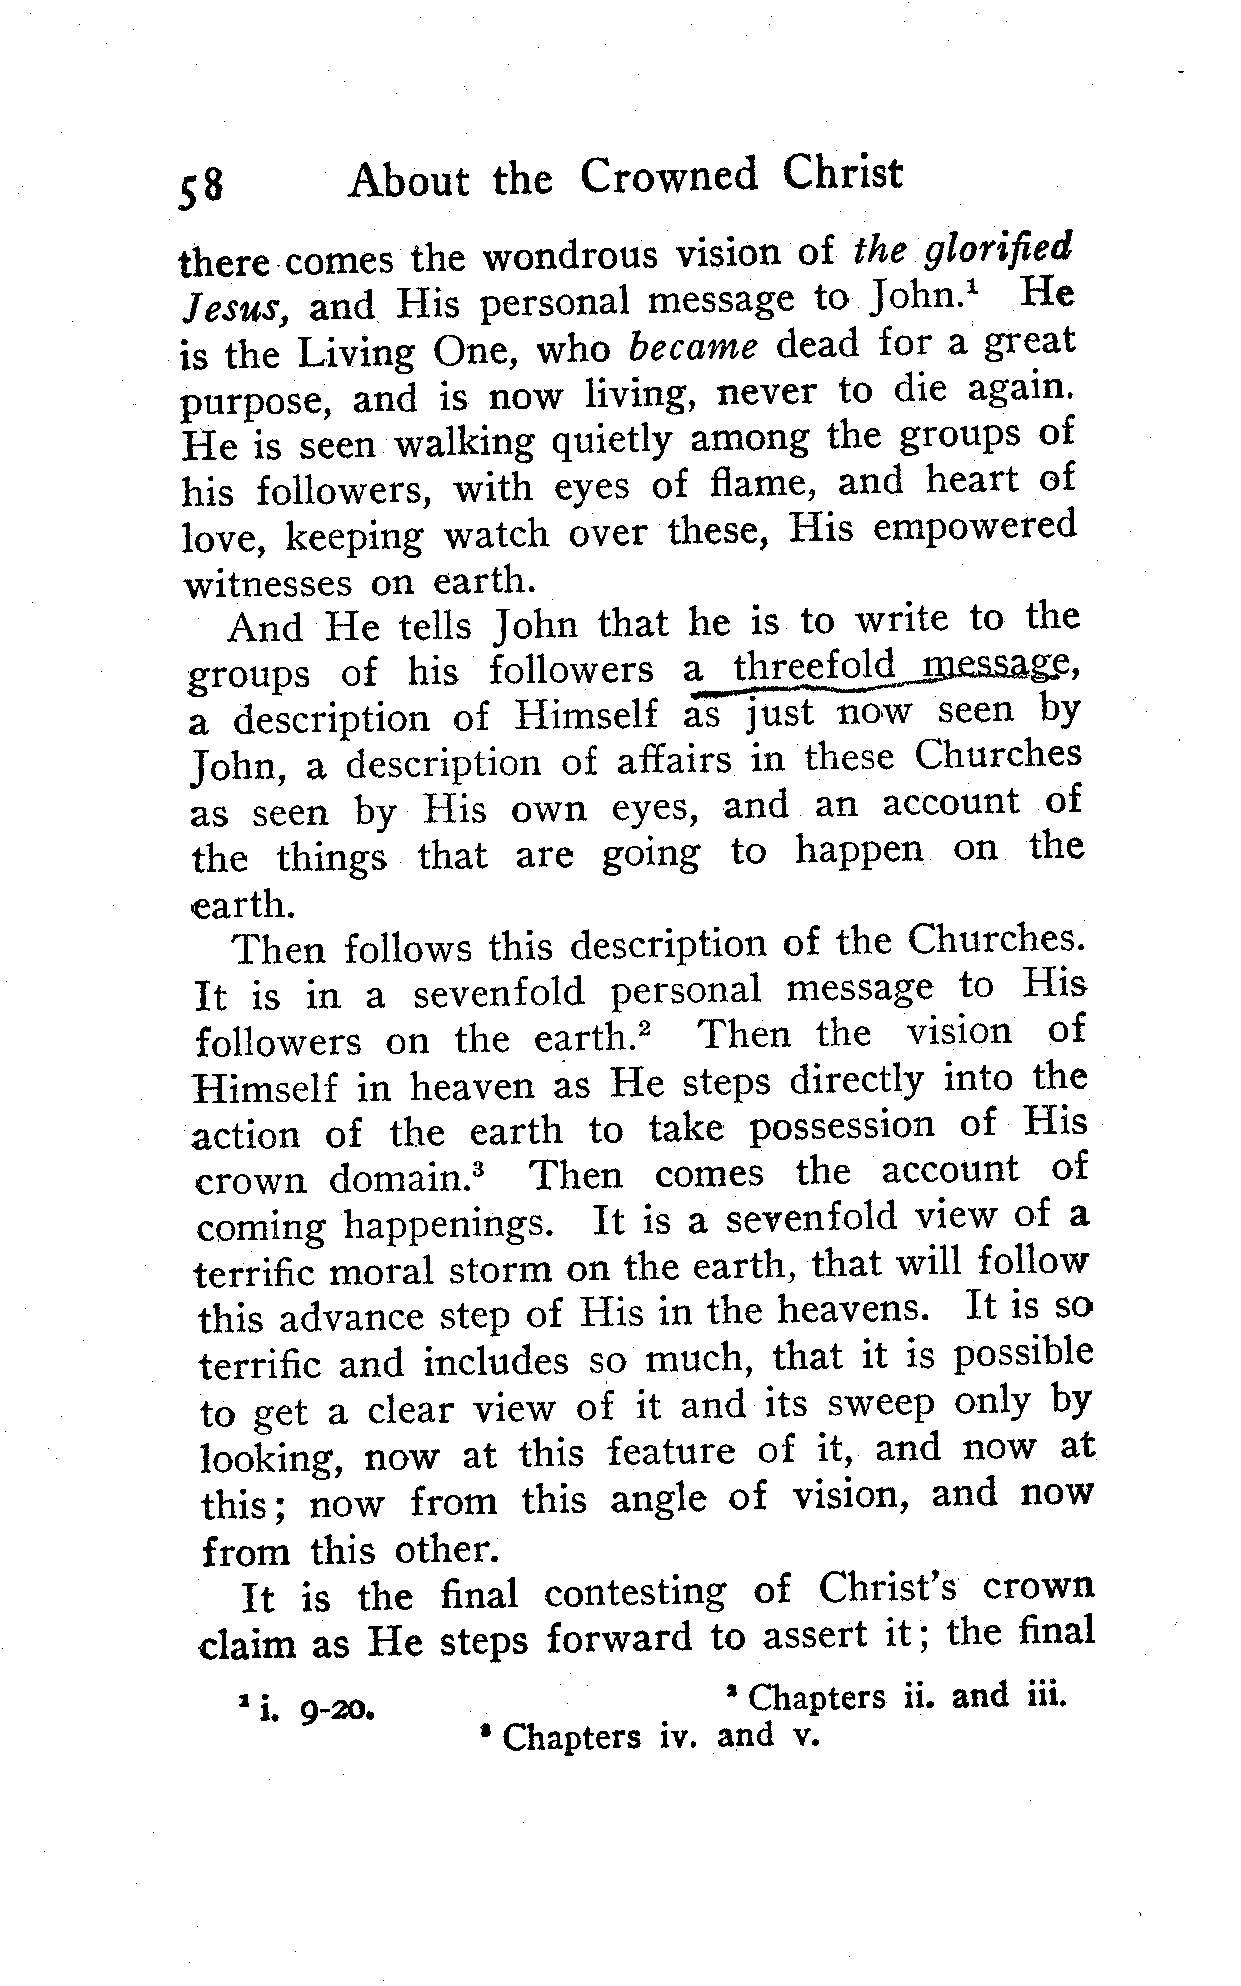 58 About the Crowned Christ
there comes the wondrous vision of the glorified
Jesus, and His personal message to John.¹ He
is the Living One, who became dead for a great
purpose, and is now living, never to die again.
He is seen walking quietly among the groups of
his followers, with eyes of flame, and heart of
love, keeping watch over these, His empowered
witnesses on earth.
And He tells John that he is to write to the
groups of his followers a threefold message,
a description of Himself as just now seen by
John, a description of affairs in these Churches
as seen by His own eyes, and an account of
the things that are going to happen on the
earth.
Then follows this description of the Churches.
It is in a sevenfold personal message to His
followers on the earth.² Then the vision of
Himself in heaven as He steps directly into the
action of the earth to take possession of His
crown domain.³ Then comes the account of
coming happenings. It is a sevenfold view of a
terrific moral storm on the earth, that will follow
this advance step of His in the heavens. It is so
terrific and includes so much, that it is possible
to get a clear view of it and its sweep only by
looking, now at this feature of it, and now at
this; now from this angle of vision, and now
from this other.
It is the final contesting of Christ's crown
claim as He steps forward to assert it; the final
¹ i. 9-20. ² Chapters ii. and iii.
³ Chapters iv. and v.